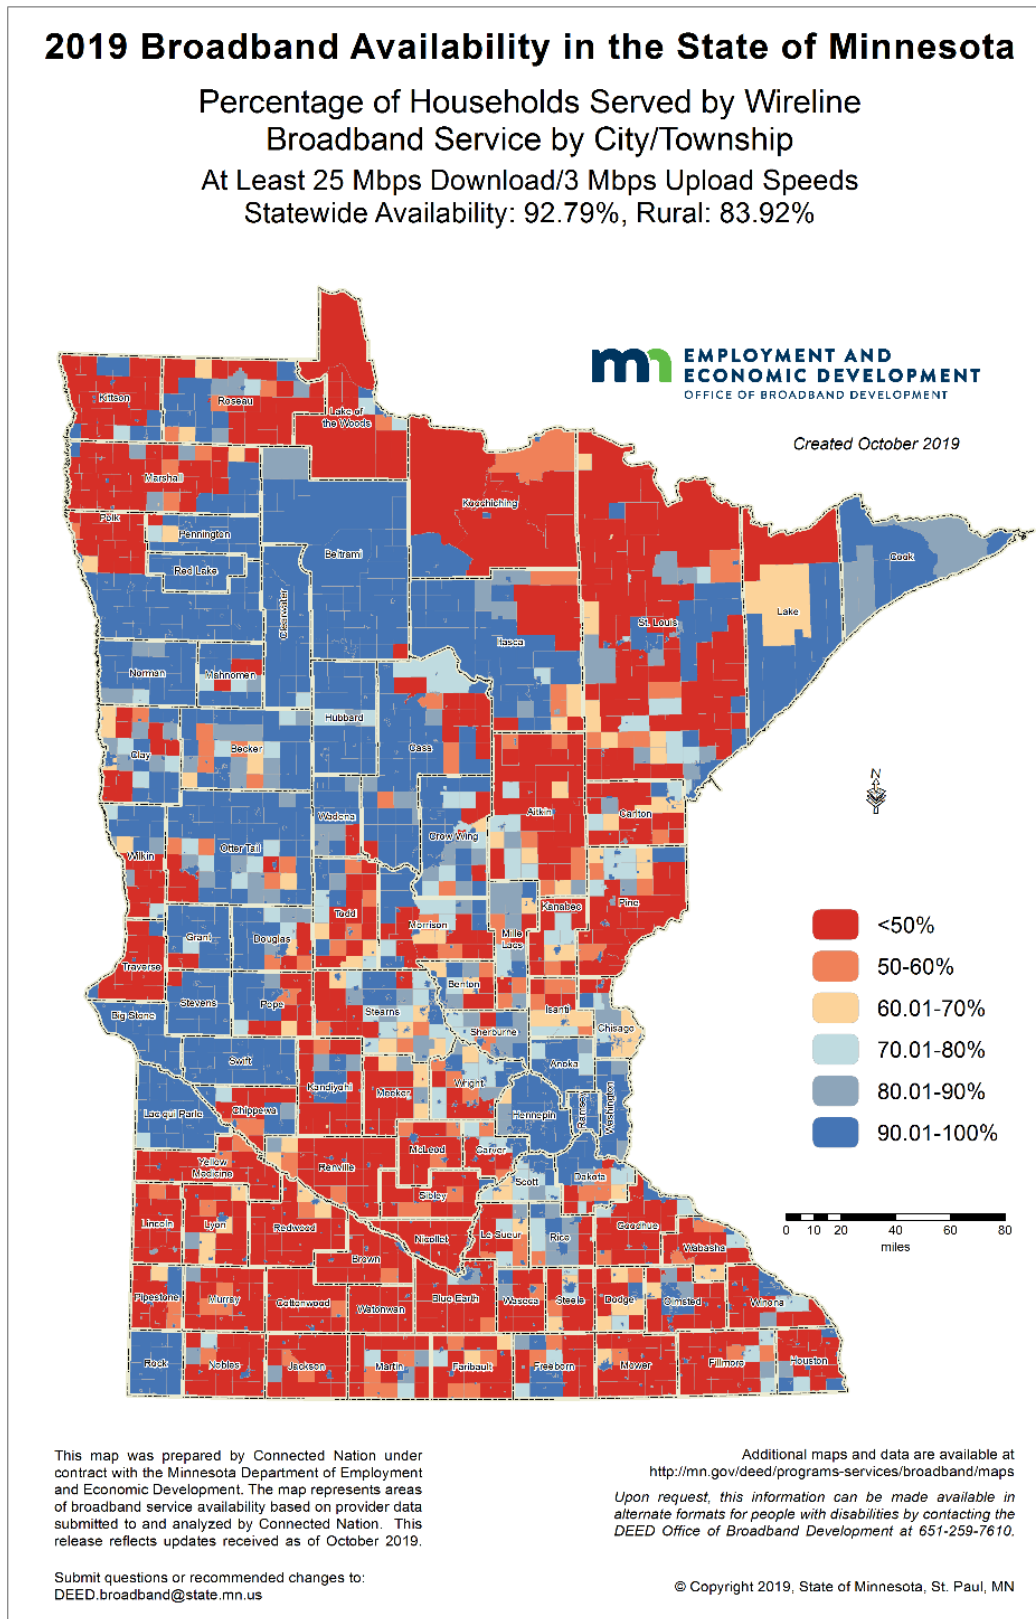 2019 Broadband Availability in the State of Minnesota
Percentage of Households Served by Wireline
Broadband Service by City/Township
At Least 25 Mbps Download/3 Mbps Upload Speeds
Statewide Availability: 92.79%, Rural: 83.92%
mn EMPLOYMENT AND
ECONOMIC DEVELOPMENT
OFFICE OF BROADBAND DEVELOPMENT
Created October 2019
Kittson
Roseau
Lake of
the Woods
Marshall
Koochiching
Polk
Pennington
Beltrami
Cook
Red Lake
Clearwater
Lake
St. Louis
Itasca
Norman
Mahnomen
Hubbard
Cass
Clay
Becker
N
Aitkin
Carlton
Wadena
Crow Wing
Wilkin
Otter Tail
Todd
Kanabec
Pine
Morrison
Mille
Lacs
Grant
Douglas
Traverse
Benton
Stevens
Pope
Stearns
Isanti
Big Stone
Sherburne
Chisago
Swift
Anoka
Kandiyohi
Meeker
Wright
Hennepin
Ramsey
Washington
Lac qui Parle
Chippewa
McLeod
Carver
Yellow
Medicine
Renville
Scott
Dakota
Sibley
Lincoln
Lyon
Redwood
Nicollet
Le Sueur
Rice
Goodhue
Wabasha
Brown
Pipestone
Murray
Cottonwood
Watonwan
Blue Earth
Waseca
Steele
Dodge
Olmsted
Winona
Rock
Nobles
Jackson
Martin
Faribault
Freeborn
Mower
Fillmore
Houston
<50%
50-60%
60.01-70%
70.01-80%
80.01-90%
90.01-100%
0 10 20 40 60 80
miles
This map was prepared by Connected Nation under
contract with the Minnesota Department of Employment
and Economic Development. The map represents areas
of broadband service availability based on provider data
submitted to and analyzed by Connected Nation. This
release reflects updates received as of October 2019.
Submit questions or recommended changes to:
DEED.broadband@state.mn.us
Additional maps and data are available at
http://mn.gov/deed/programs-services/broadband/maps
Upon request, this information can be made available in
alternate formats for people with disabilities by contacting the
DEED Office of Broadband Development at 651-259-7610.
© Copyright 2019, State of Minnesota, St. Paul, MN